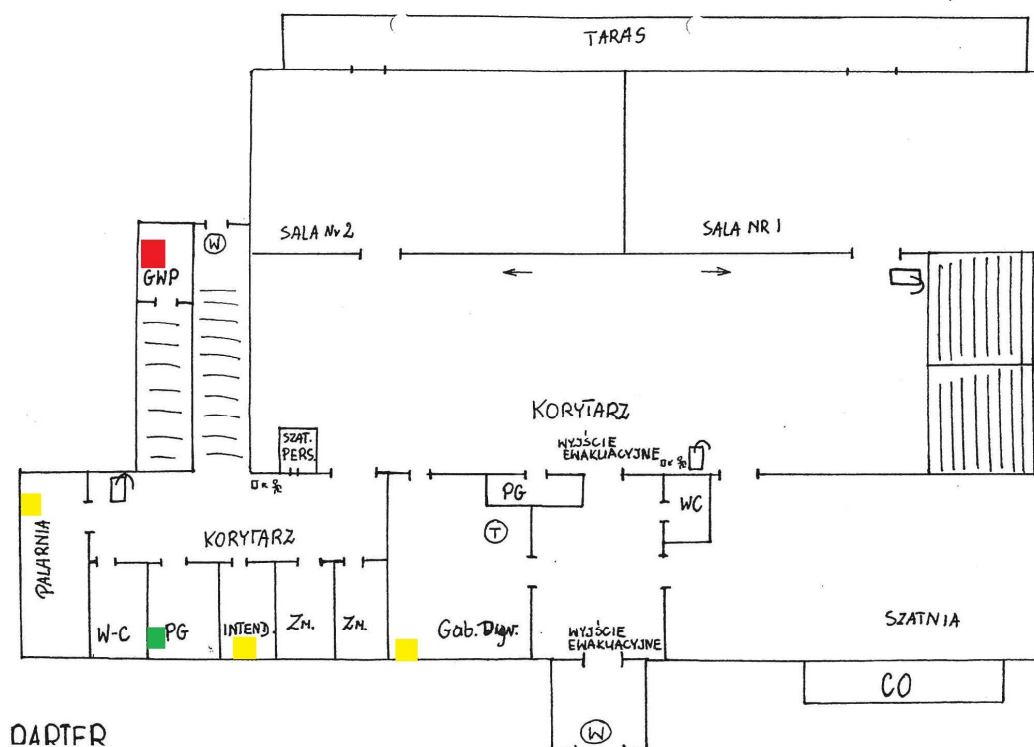 TARAS
SALA Nr 2
SALA NR 1
W
GWP
KORYTARZ
SZAT.
PERS.
WYJŚCIE
EWAKUACYJNE
PG
WC
T
KORYTARZ
PALARNIA
W-C
PG
INTEND.
ZM.
ZM.
Gab. Dyr.
WYJŚCIE
EWAKUACYJNE
SZATNIA
CO
W
PARTER